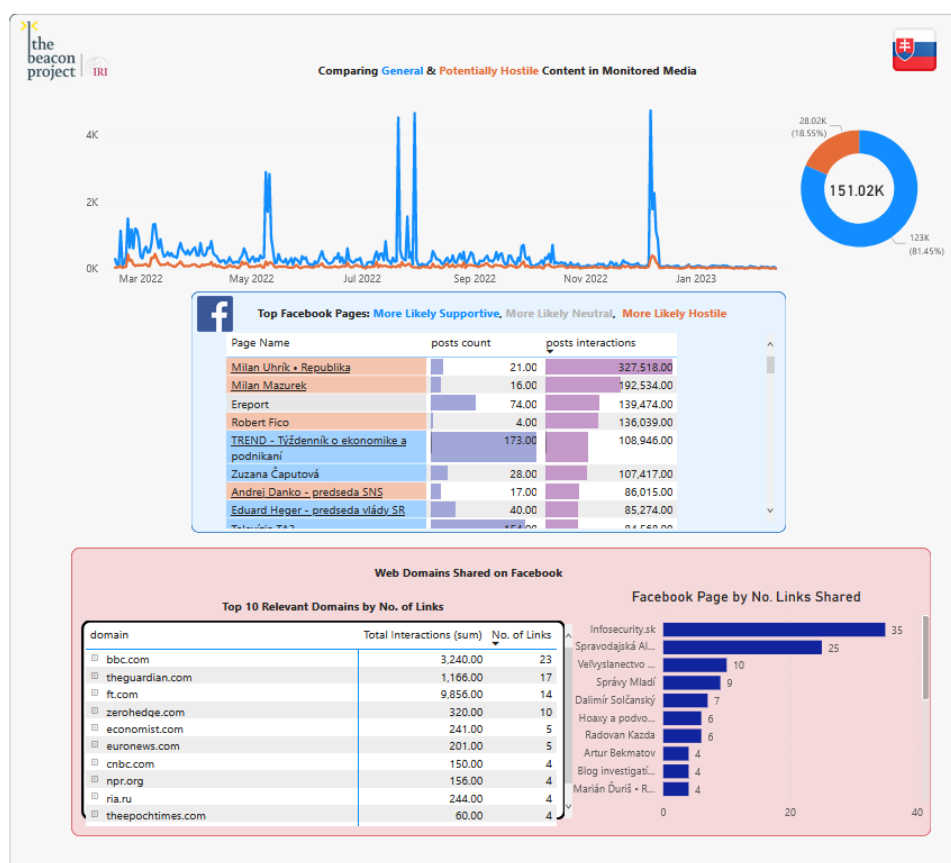 the
beacon
project IRI
Comparing General & Potentially Hostile Content in Monitored Media
4K
2K
0K
Mar 2022 May 2022 Jul 2022 Sep 2022 Nov 2022 Jan 2023
28.02K
(18.55%)
151.02K
123K
(81.45%)
Top Facebook Pages: More Likely Supportive, More Likely Neutral, More Likely Hostile
Page Name posts count posts interactions
Milan Uhrík • Republika 21.00 327,518.00
Milan Mazurek 16.00 192,534.00
Ereport 74.00 139,474.00
Robert Fico 4.00 136,039.00
TREND - Týždenník o ekonomike a 173.00 108,946.00
podnikaní
Zuzana Čaputová 28.00 107,417.00
Andrej Danko - predseda SNS 17.00 86,015.00
Eduard Heger - predseda vlády SR 40.00 85,274.00
Web Domains Shared on Facebook
Top 10 Relevant Domains by No. of Links
domain Total Interactions (sum) No. of Links
bbc.com 3,240.00 23
theguardian.com 1,166.00 17
ft.com 9,856.00 14
zerohedge.com 320.00 10
economist.com 241.00 5
euronews.com 201.00 5
cnbc.com 150.00 4
npr.org 156.00 4
ria.ru 244.00 4
theepochtimes.com 60.00 4
Facebook Page by No. Links Shared
Infosecurity.sk 35
Spravodajská Al... 25
Veľvyslanectvo ... 10
Správy Mladí 9
Dalimír Solčanský 7
Hoaxy a podvo... 6
Radovan Kazda 6
Artur Bekmatov 4
Blog investigatí... 4
Marián Ďuriš • R... 4
0 20 40